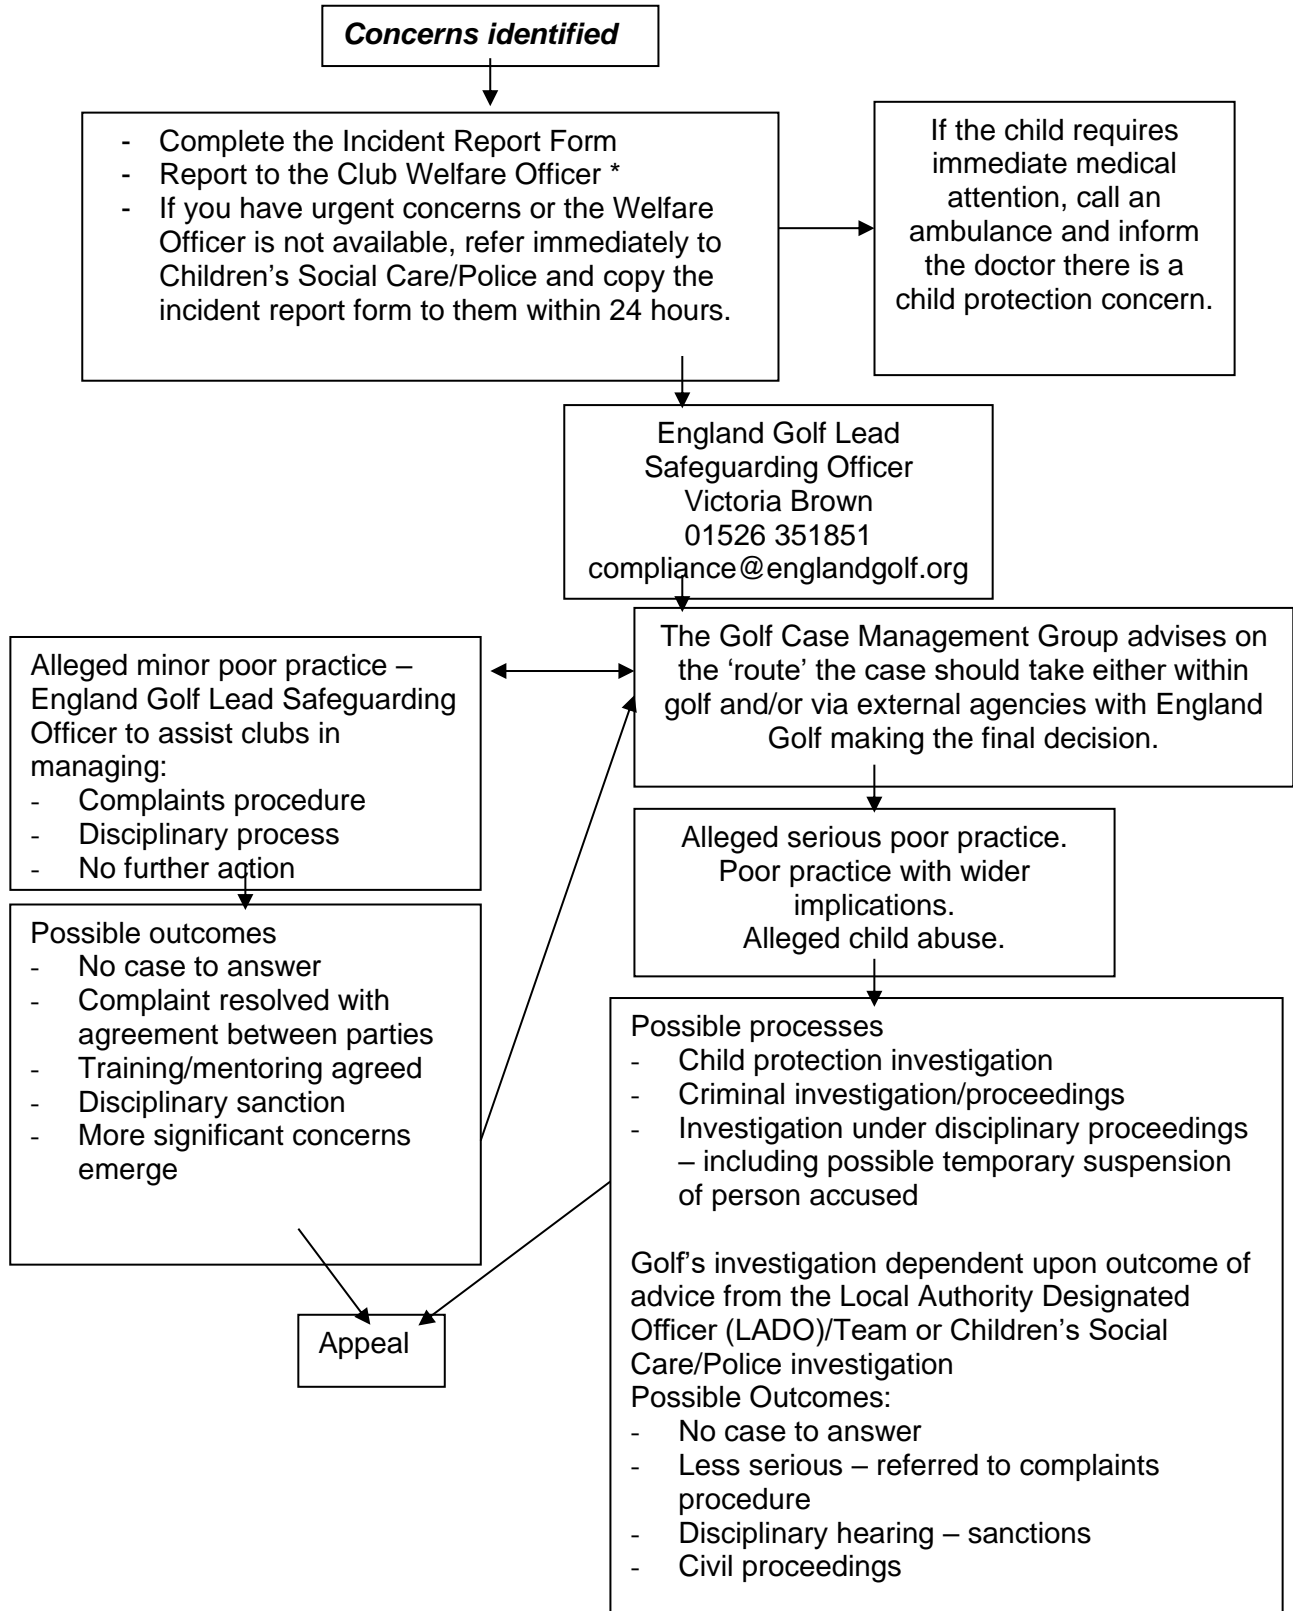 Concerns identified
- Complete the Incident Report Form
- Report to the Club Welfare Officer *
- If you have urgent concerns or the Welfare
Officer is not available, refer immediately to
Children’s Social Care/Police and copy the
incident report form to them within 24 hours.
If the child requires
immediate medical
attention, call an
ambulance and inform
the doctor there is a
child protection concern.
England Golf Lead
Safeguarding Officer
Victoria Brown
01526 351851
compliance@englandgolf.org
The Golf Case Management Group advises on
the ‘route’ the case should take either within
golf and/or via external agencies with England
Golf making the final decision.
Alleged minor poor practice –
England Golf Lead Safeguarding
Officer to assist clubs in
managing:
- Complaints procedure
- Disciplinary process
- No further action
Alleged serious poor practice.
Poor practice with wider
implications.
Alleged child abuse.
Possible outcomes
- No case to answer
- Complaint resolved with
agreement between parties
- Training/mentoring agreed
- Disciplinary sanction
- More significant concerns
emerge
Possible processes
- Child protection investigation
- Criminal investigation/proceedings
- Investigation under disciplinary proceedings
– including possible temporary suspension
of person accused
Golf’s investigation dependent upon outcome of
advice from the Local Authority Designated
Officer (LADO)/Team or Children’s Social
Care/Police investigation
Possible Outcomes:
- No case to answer
- Less serious – referred to complaints
procedure
- Disciplinary hearing – sanctions
- Civil proceedings
Appeal